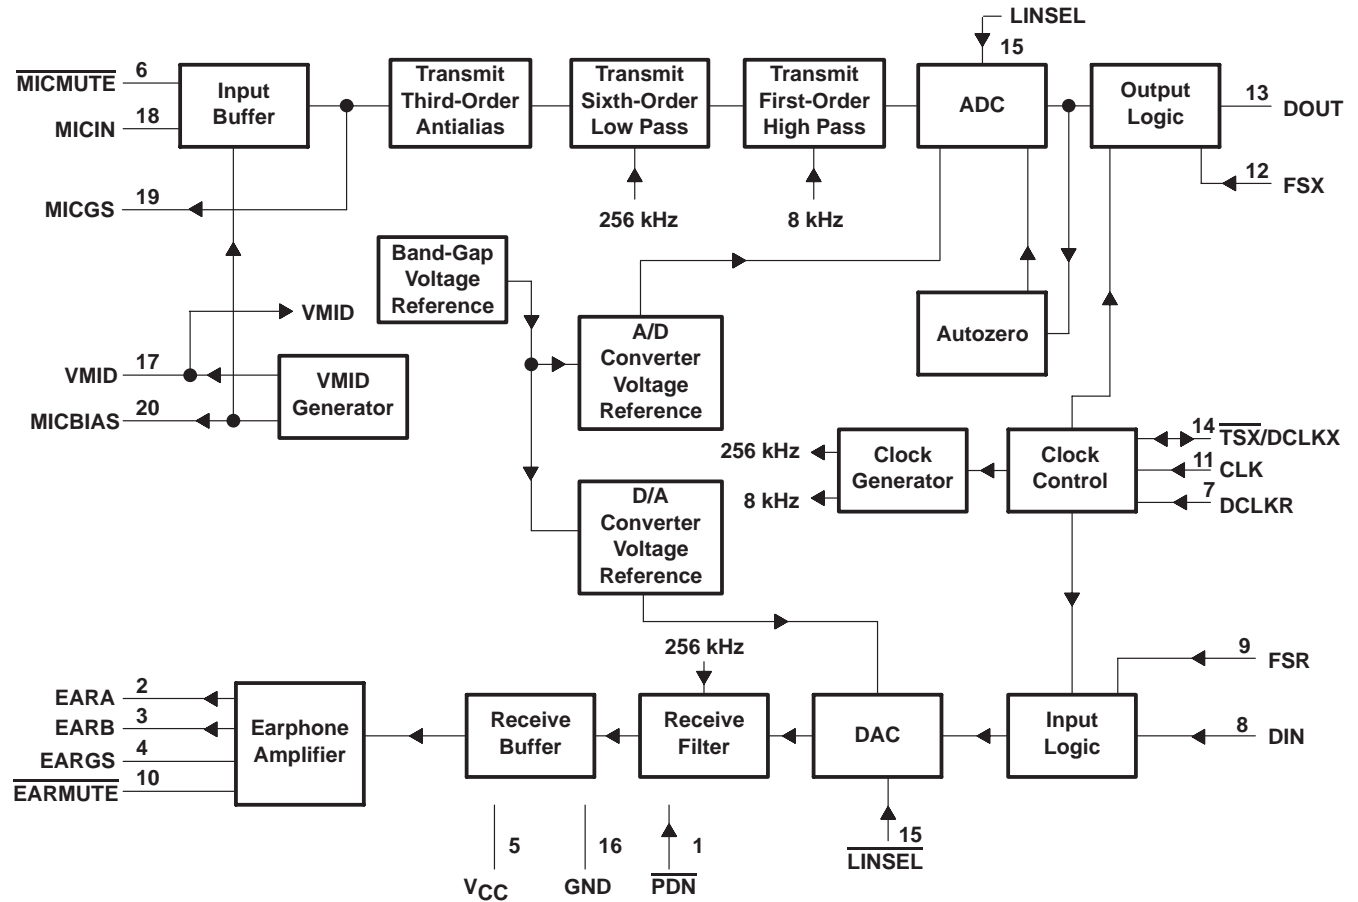 LINSEL
15
MICMUTE
6
MICIN
18
Input
Buffer
Transmit
Third-Order
Antialias
Transmit
Sixth-Order
Low Pass
Transmit
First-Order
High Pass
ADC
Output
Logic
13
DOUT
12
FSX
MICGS
19
256 kHz
8 kHz
Band-Gap
Voltage
Reference
VMID
A/D
Converter
Voltage
Reference
Autozero
VMID
17
MICBIAS
20
VMID
Generator
256 kHz
8 kHz
Clock
Generator
Clock
Control
14
TSX/DCLKX
11
CLK
7
DCLKR
D/A
Converter
Voltage
Reference
256 kHz
9
FSR
EARA
2
EARB
3
EARGS
4
EARMUTE
10
Earphone
Amplifier
Receive
Buffer
Receive
Filter
DAC
Input
Logic
8
DIN
5
VCC
16
GND
1
PDN
15
LINSEL